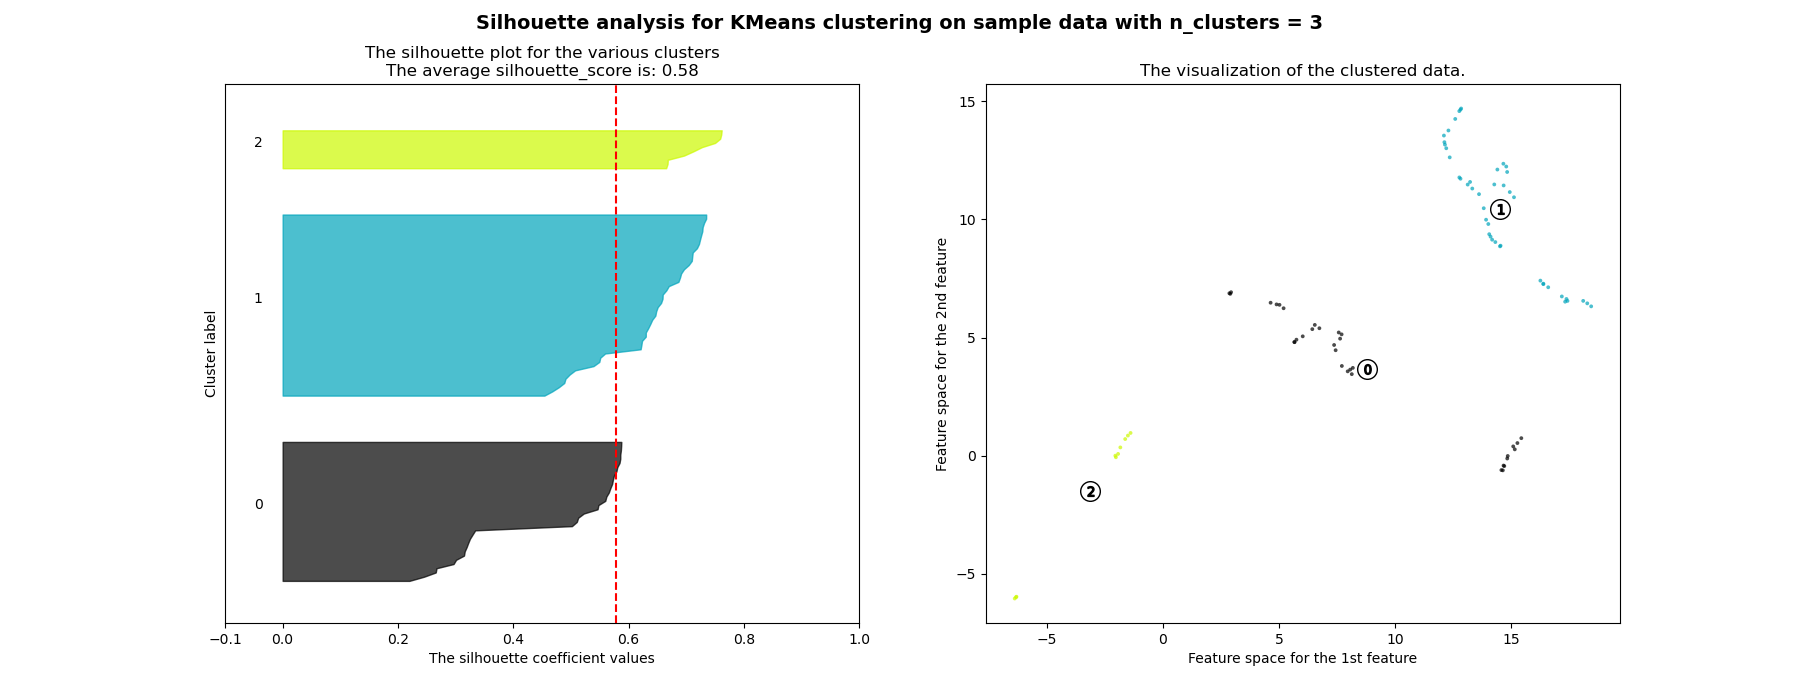 Silhouette analysis for KMeans clustering on sample data with n_clusters = 3
The silhouette plot for the various clusters
The average silhouette_score is: 0.58
2
1
0
Cluster label
−0.1 0.0 0.2 0.4 0.6 0.8 1.0
The silhouette coefficient values
The visualization of the clustered data.
15
10
5
0
−5
Feature space for the 2nd feature
1
0
2
−5 0 5 10 15
Feature space for the 1st feature